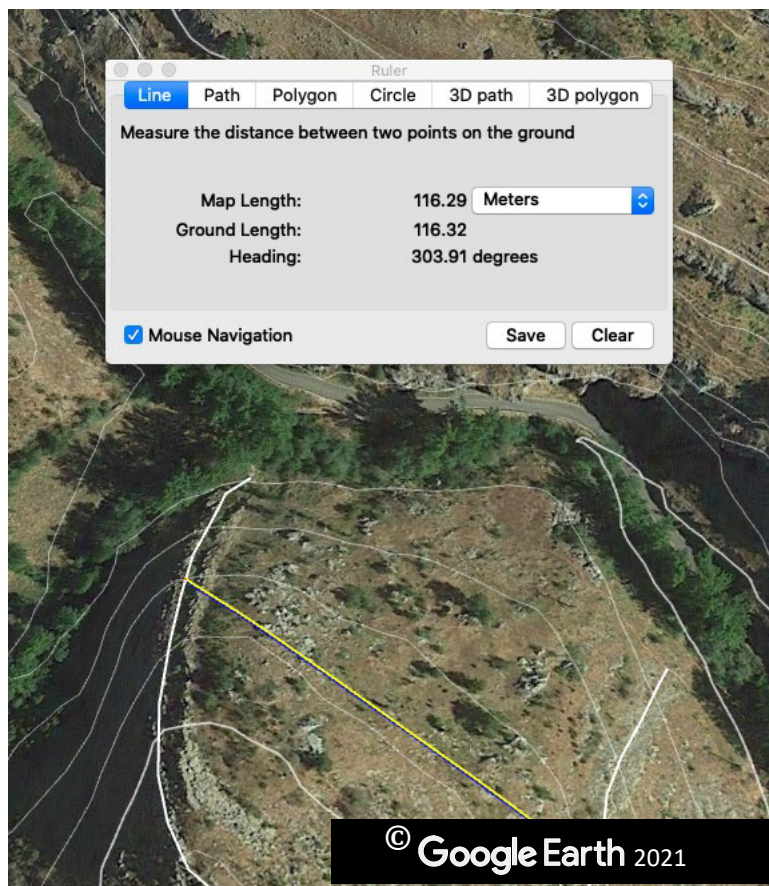 Ruler
Line Path Polygon Circle 3D path 3D polygon
Measure the distance between two points on the ground
Map Length: 116.29 Meters
Ground Length: 116.32
Heading: 303.91 degrees
Mouse Navigation Save Clear
© Google Earth 2021